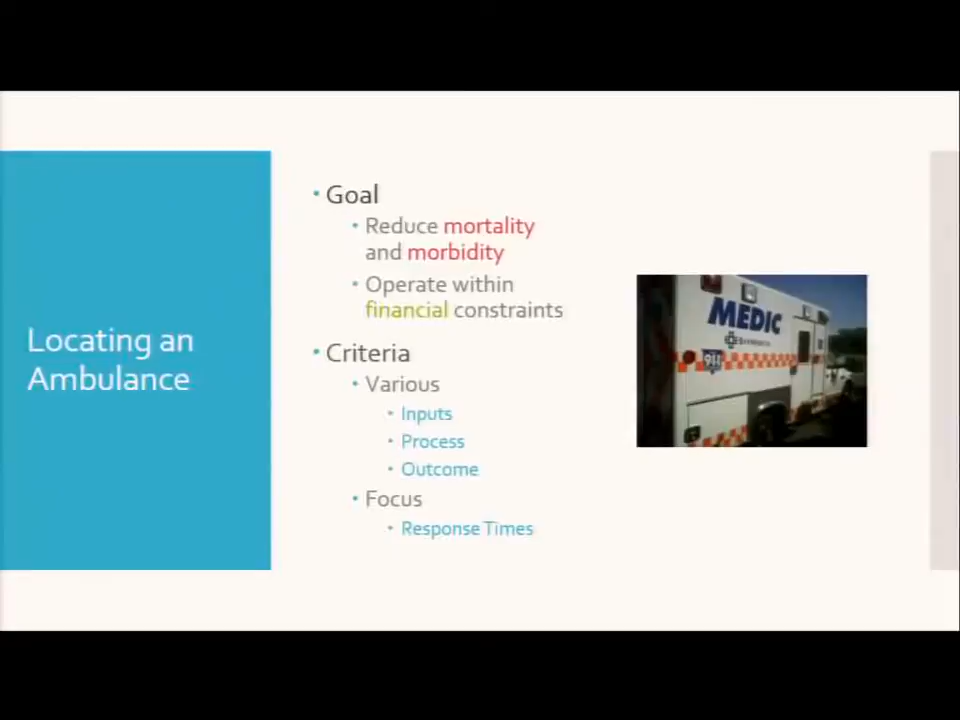 Locating an
Ambulance
• Goal
• Reduce mortality
and morbidity
• Operate within
financial constraints
• Criteria
• Various
• Inputs
• Process
• Outcome
• Focus
• Response Times
MEDIC
911